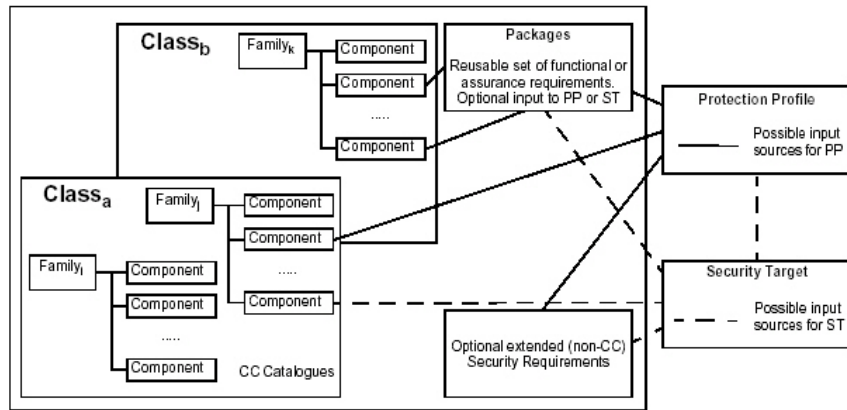 Class_b
Family_k
Component
Component
.....
Component
Packages
Reusable set of functional or
assurance requirements.
Optional input to PP or ST
Protection Profile
Possible input
sources for PP
Class_a
Family_j
Component
Component
.....
Component
Family_i
Component
Component
.....
Component
CC Catalogues
Optional extended (non-CC)
Security Requirements
Security Target
Possible input
sources for ST